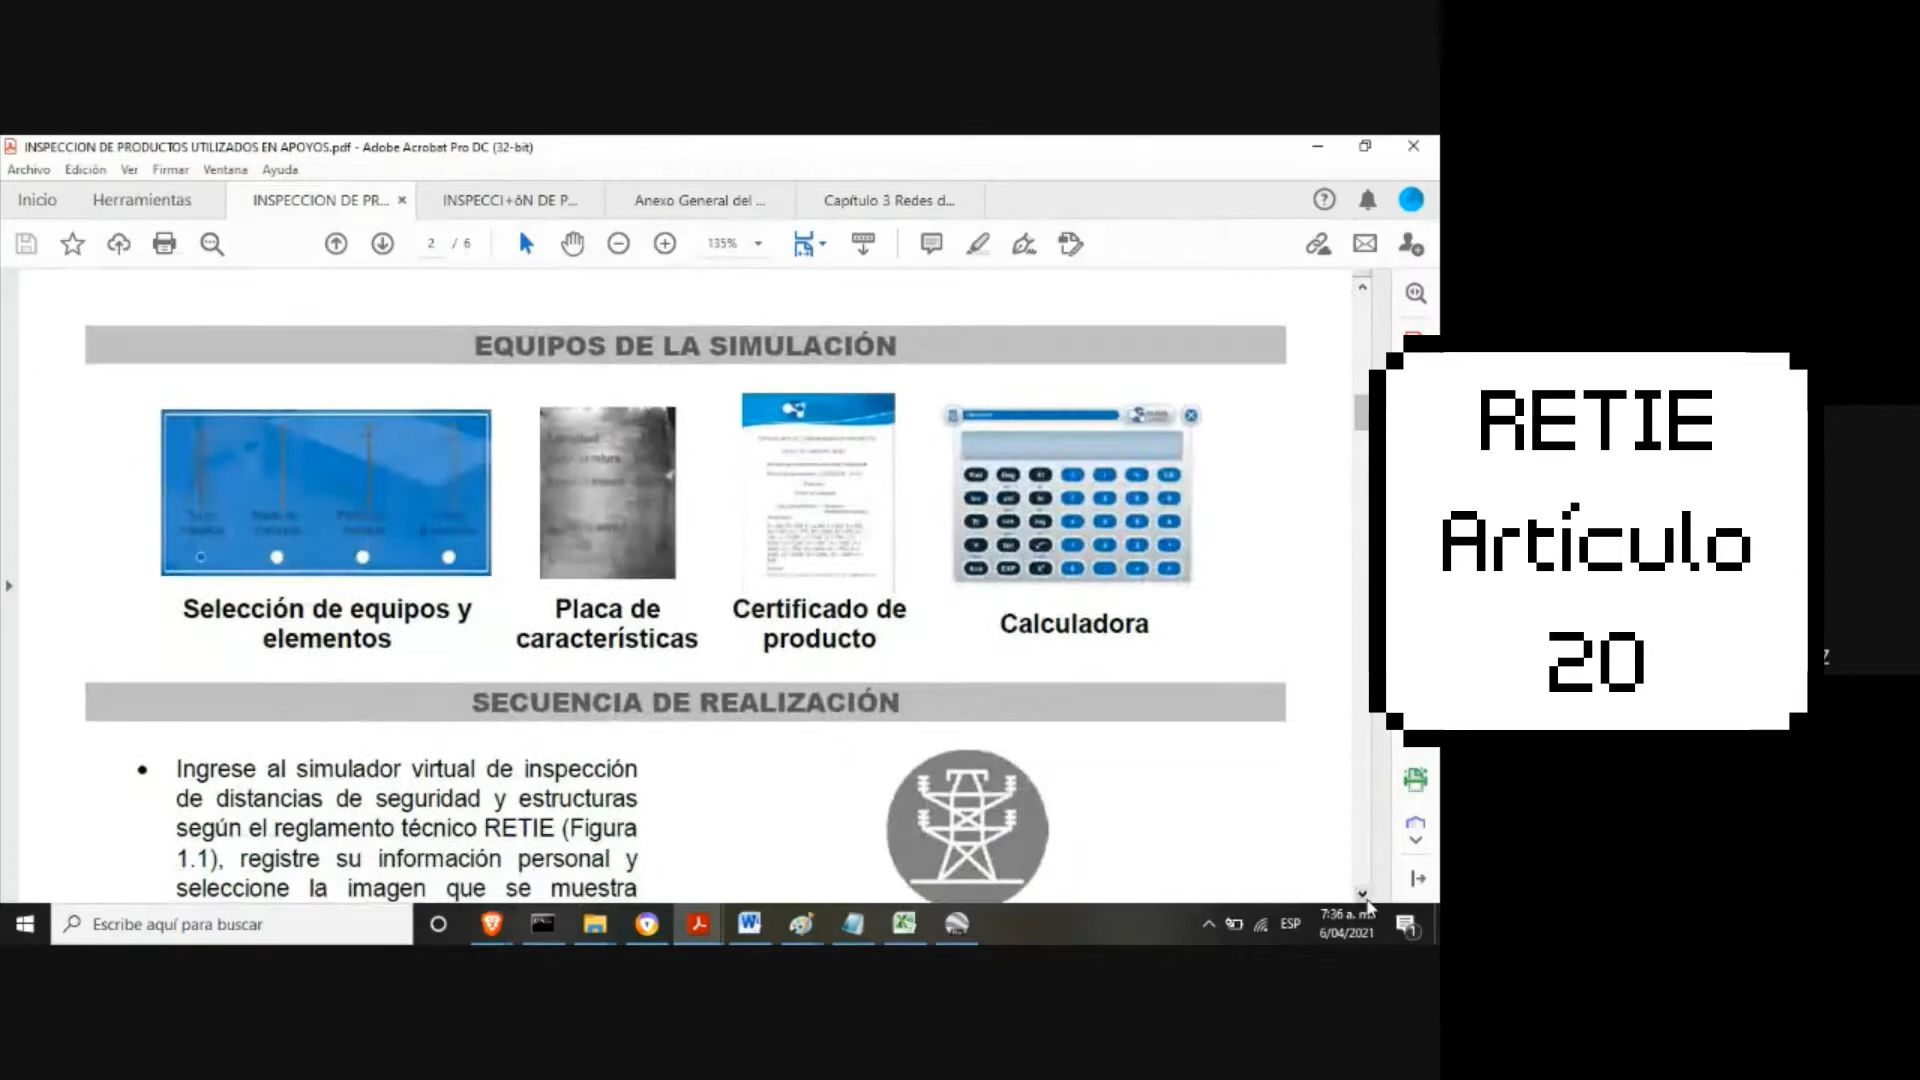 INSPECCION DE PRODUCTOS UTILIZADOS EN APOYOS.pdf - Adobe Acrobat Pro DC (32-bit)
Archivo Edición Ver Firmar Ventana Ayuda
Inicio Herramientas INSPECCION DE PR... × INSPECCI+óN DE P... Anexo General del ... Capítulo 3 Redes d...
2 / 6 135%
EQUIPOS DE LA SIMULACIÓN
Selección de equipos y
elementos
Placa de
características
Certificado de
producto
Calculadora
SECUENCIA DE REALIZACIÓN
• Ingrese al simulador virtual de inspección
de distancias de seguridad y estructuras
según el reglamento técnico RETIE (Figura
1.1), registre su información personal y
seleccione la imagen que se muestra
RETIE
Artículo
20
Z
Escribe aquí para buscar
ESP
7:36 a. m.
6/04/2021
1